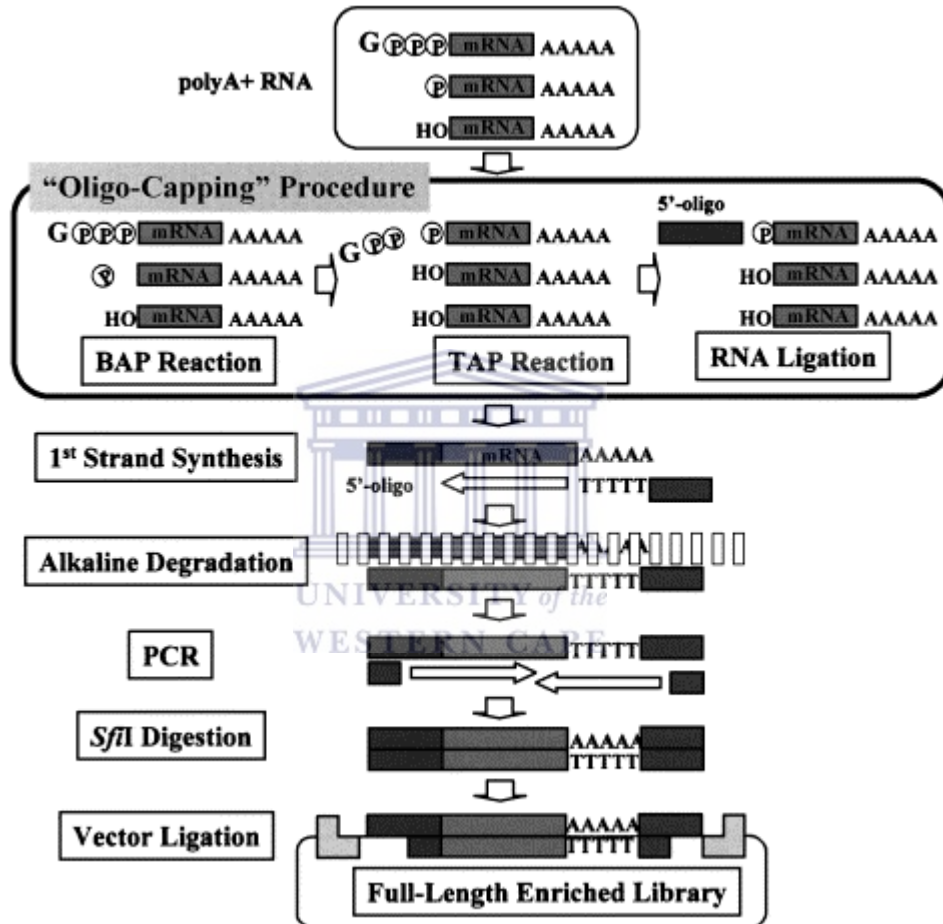 G PPP mRNA AAAAA
polyA+ RNA
P mRNA AAAAA
HO mRNA AAAAA
"Oligo-Capping" Procedure
5'-oligo
G PPP mRNA AAAAA
G PP P mRNA AAAAA
P mRNA AAAAA
P mRNA AAAAA
HO mRNA AAAAA
HO mRNA AAAAA
HO mRNA AAAAA
HO mRNA AAAAA
HO mRNA AAAAA
BAP Reaction
TAP Reaction
RNA Ligation
1st Strand Synthesis
mRNA AAAAA
5'-oligo
TTTTT
Alkaline Degradation
AAAAA
TTTTT
UNIVERSITY of the
WESTERN CAPE
PCR
TTTTT
SfiI Digestion
AAAAA
TTTTT
Vector Ligation
AAAAA
TTTTT
Full-Length Enriched Library